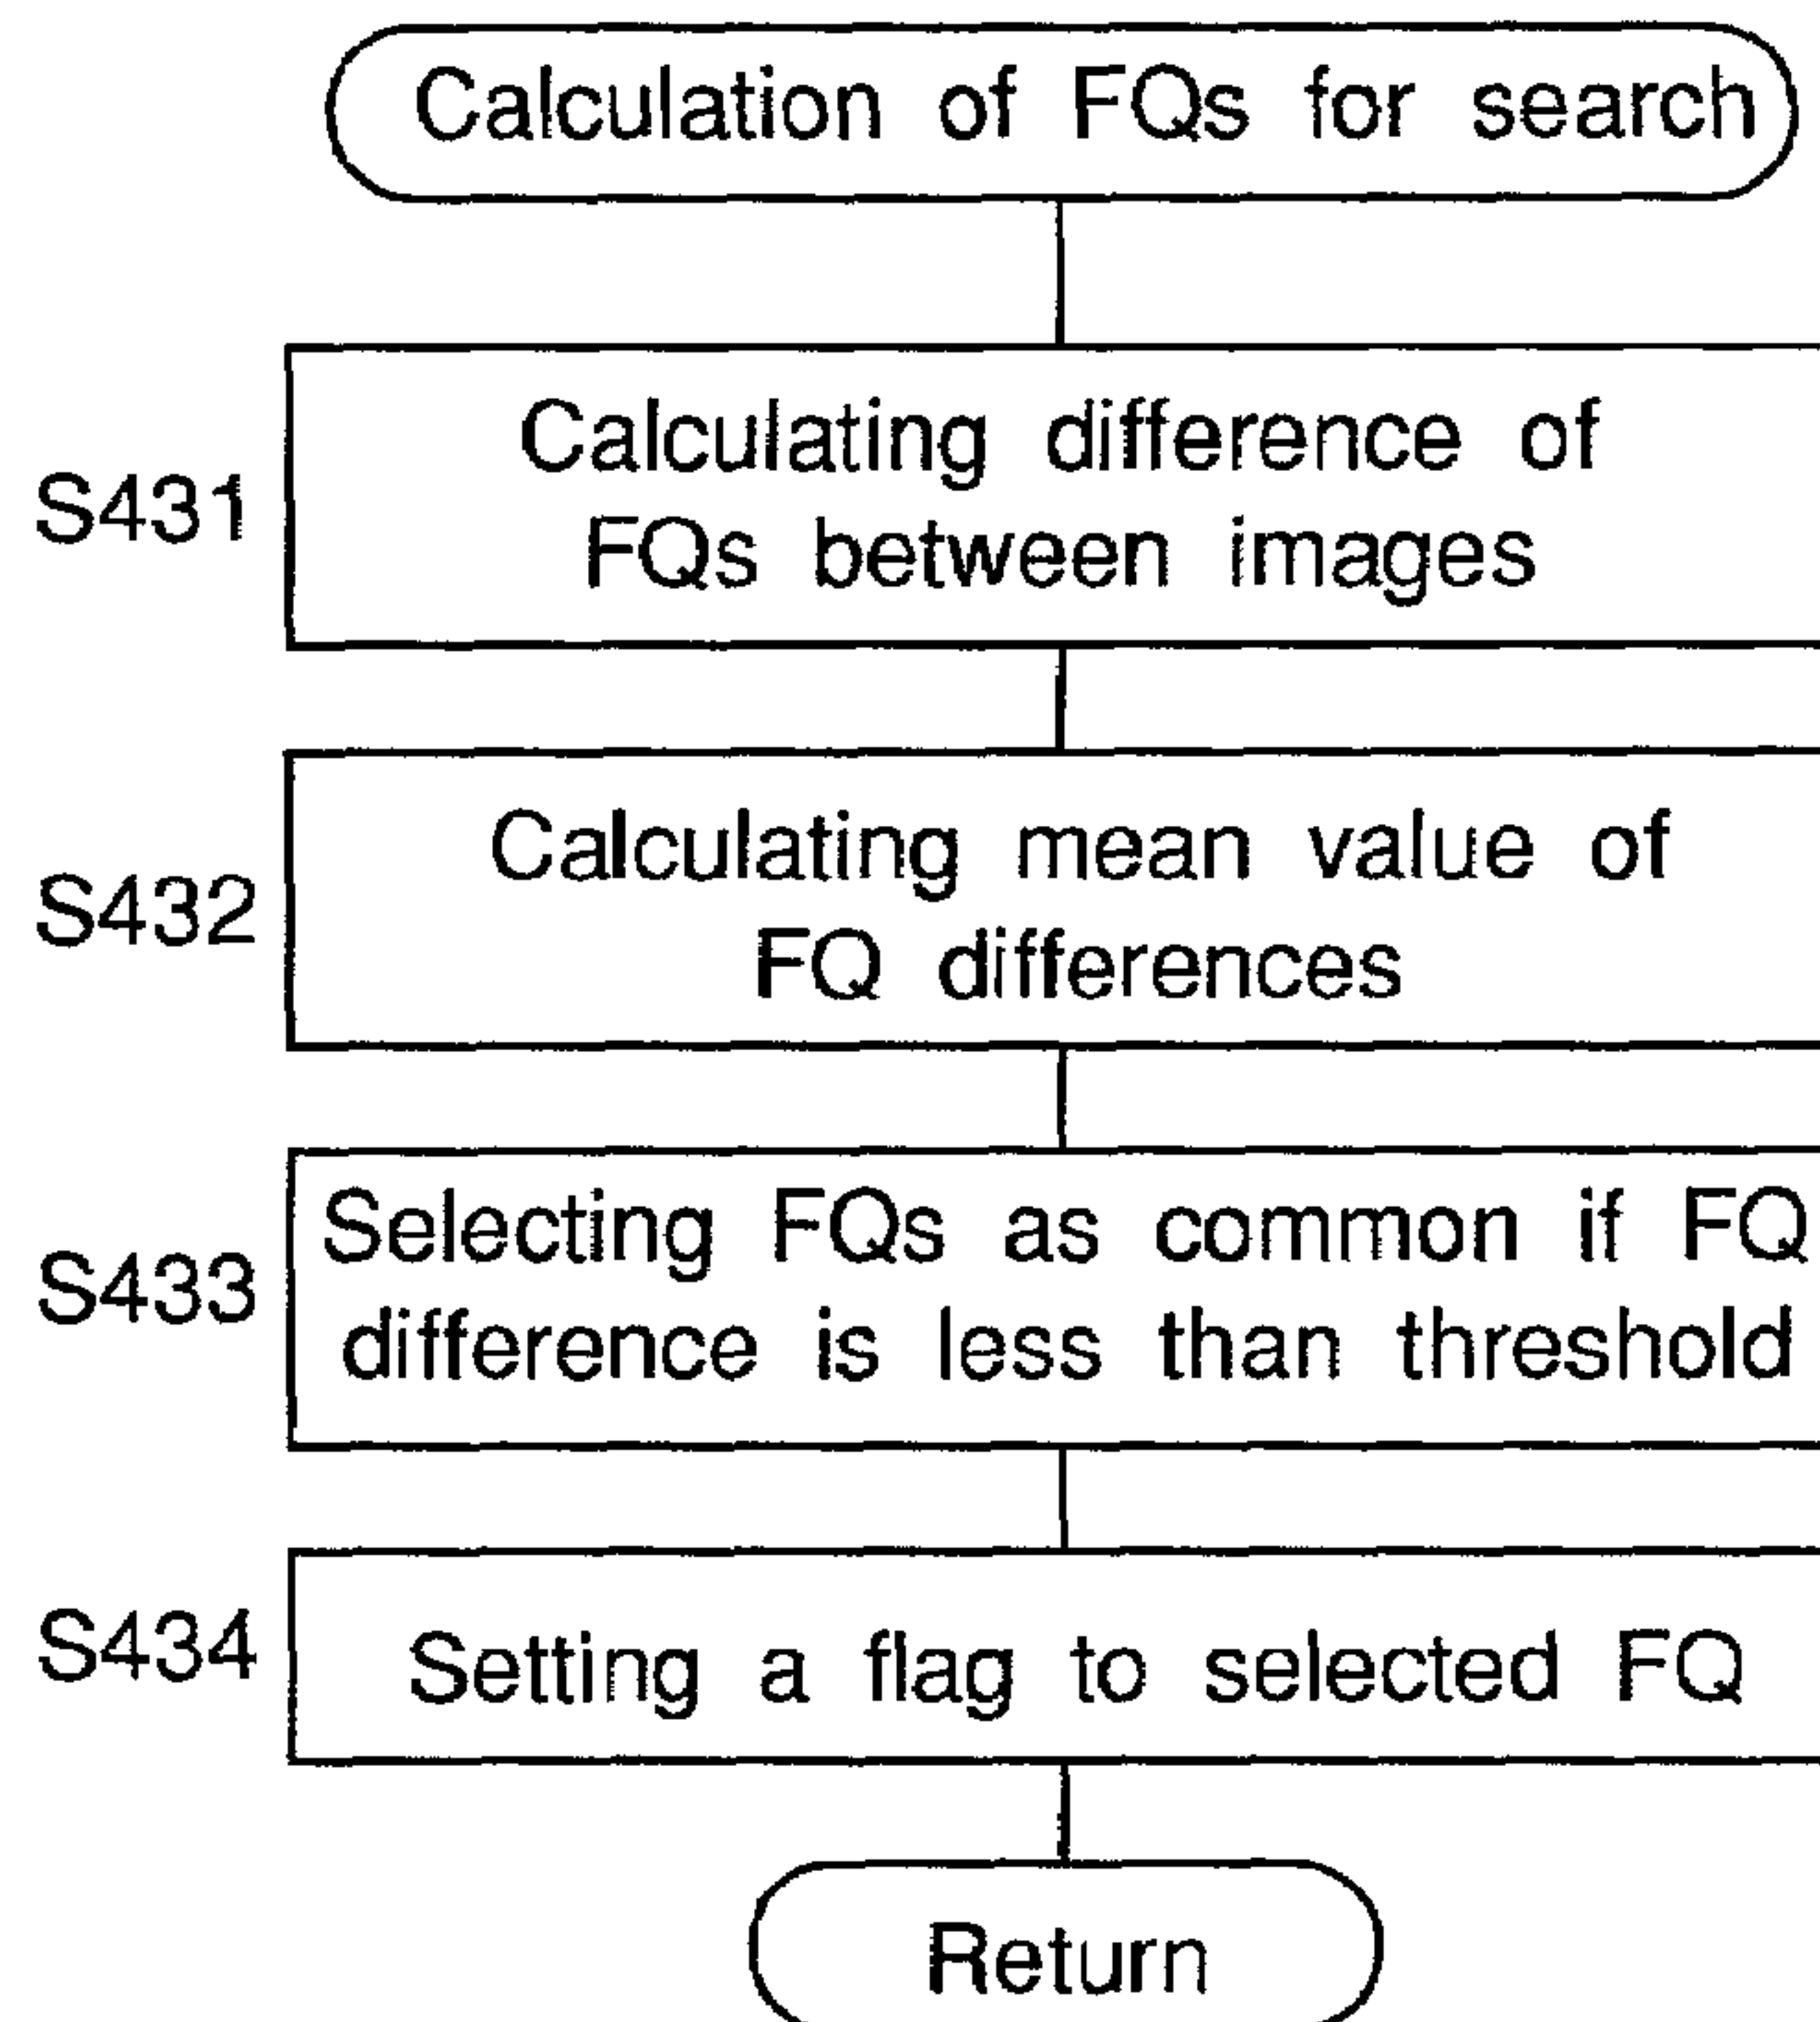 Calculation of FQs for search
S431
Calculating difference of
FQs between images
S432
Calculating mean value of
FQ differences
S433
Selecting FQs as common if FQ
difference is less than threshold
S434
Setting a flag to selected FQ
Return